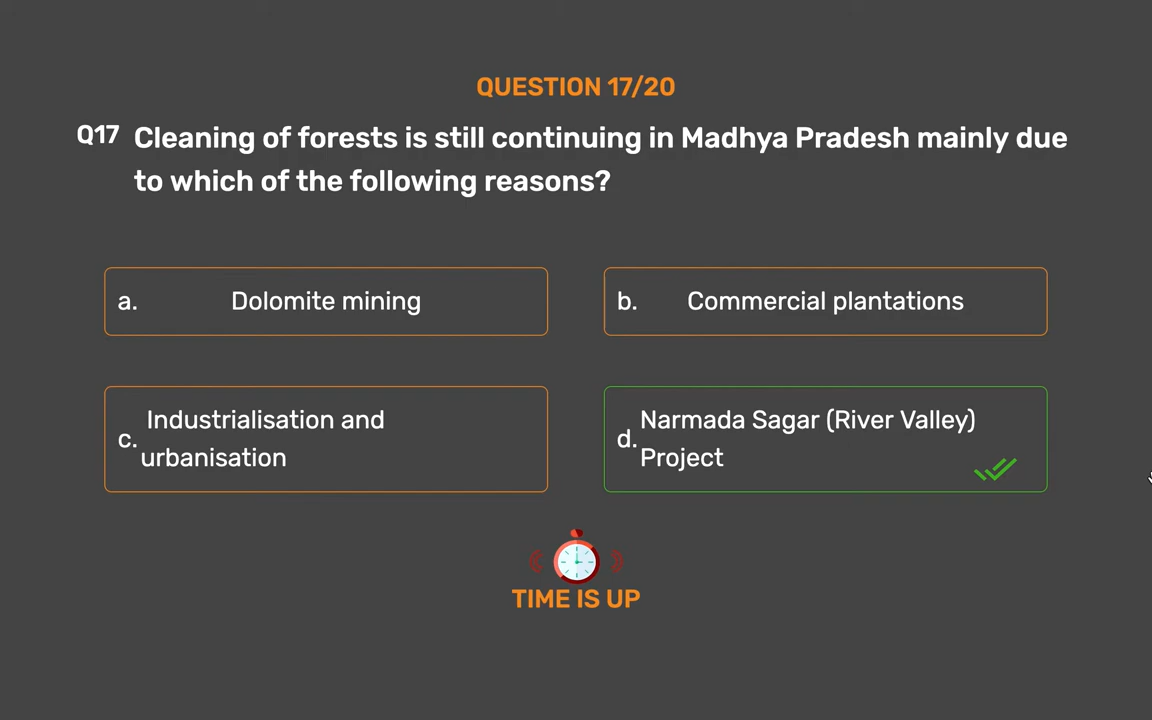 QUESTION 17/20
Q17 Cleaning of forests is still continuing in Madhya Pradesh mainly due
to which of the following reasons?
a. Dolomite mining
b. Commercial plantations
c. Industrialisation and
urbanisation
d. Narmada Sagar (River Valley)
Project
TIME IS UP